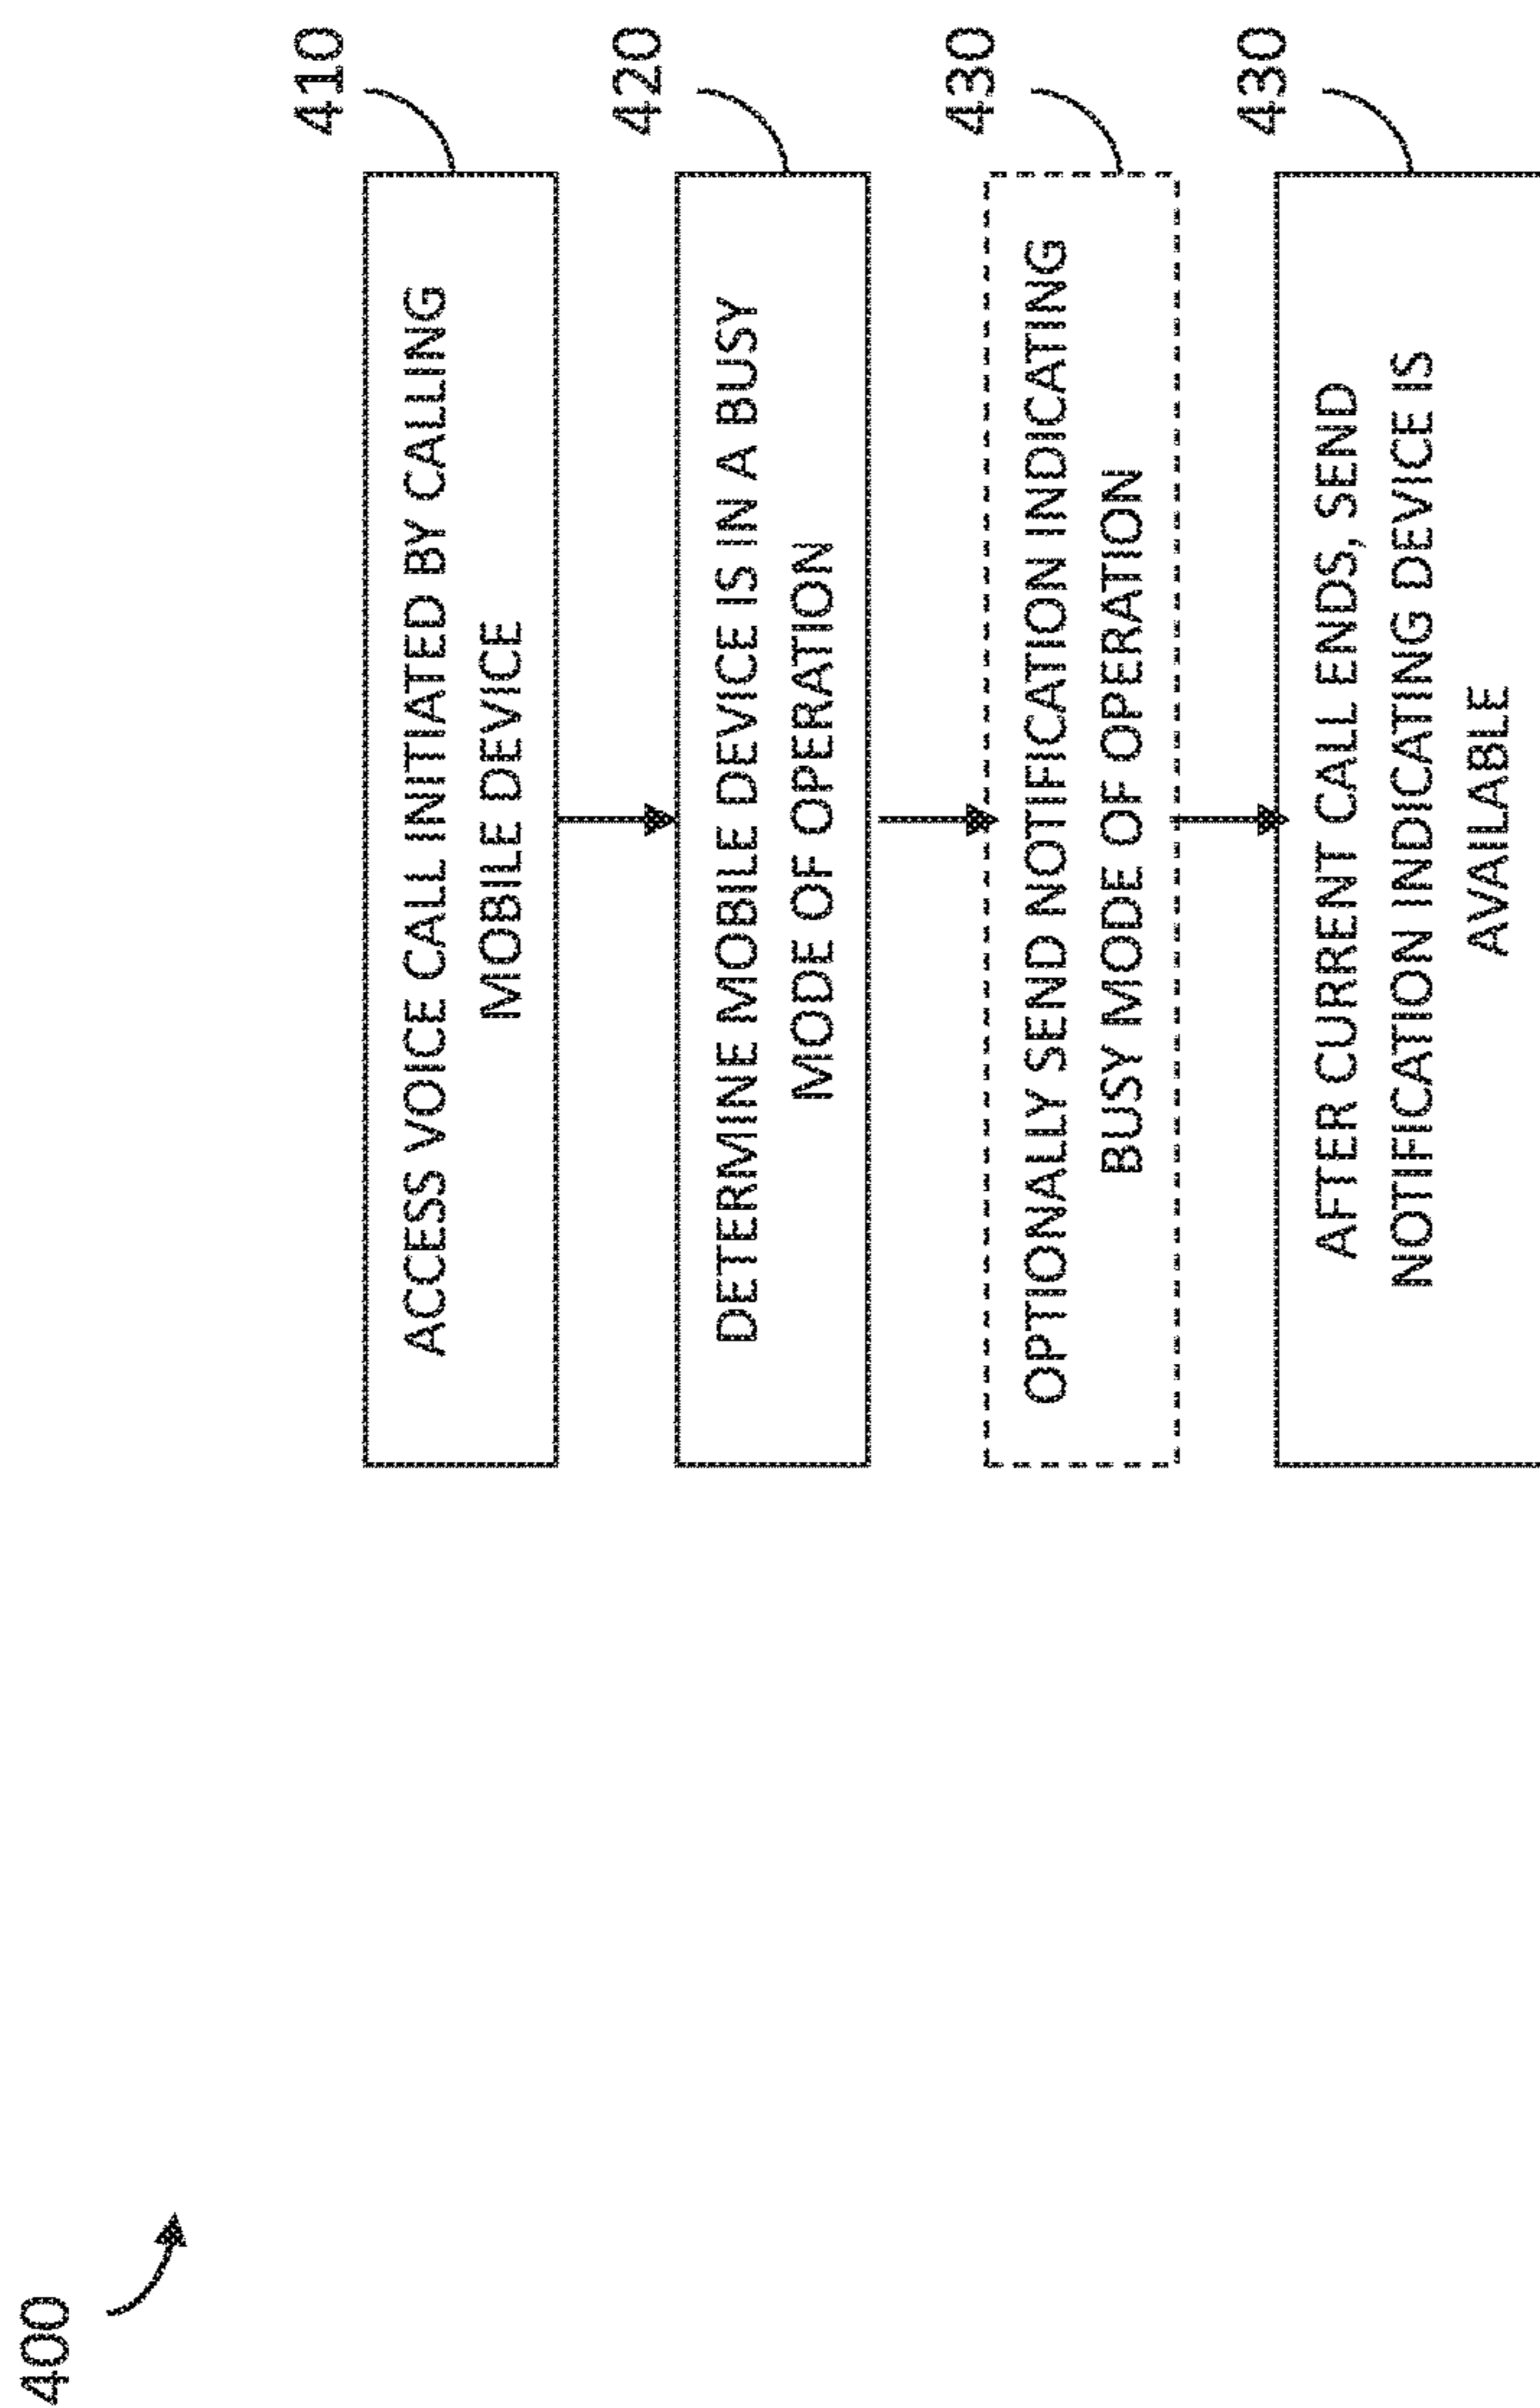 400
410
ACCESS VOICE CALL INITIATED BY CALLING
MOBILE DEVICE
420
DETERMINE MOBILE DEVICE IS IN A BUSY
MODE OF OPERATION
430
OPTIONALLY SEND NOTIFICATION INDICATING
BUSY MODE OF OPERATION
430
AFTER CURRENT CALL ENDS, SEND
NOTIFICATION INDICATING DEVICE IS
AVAILABLE